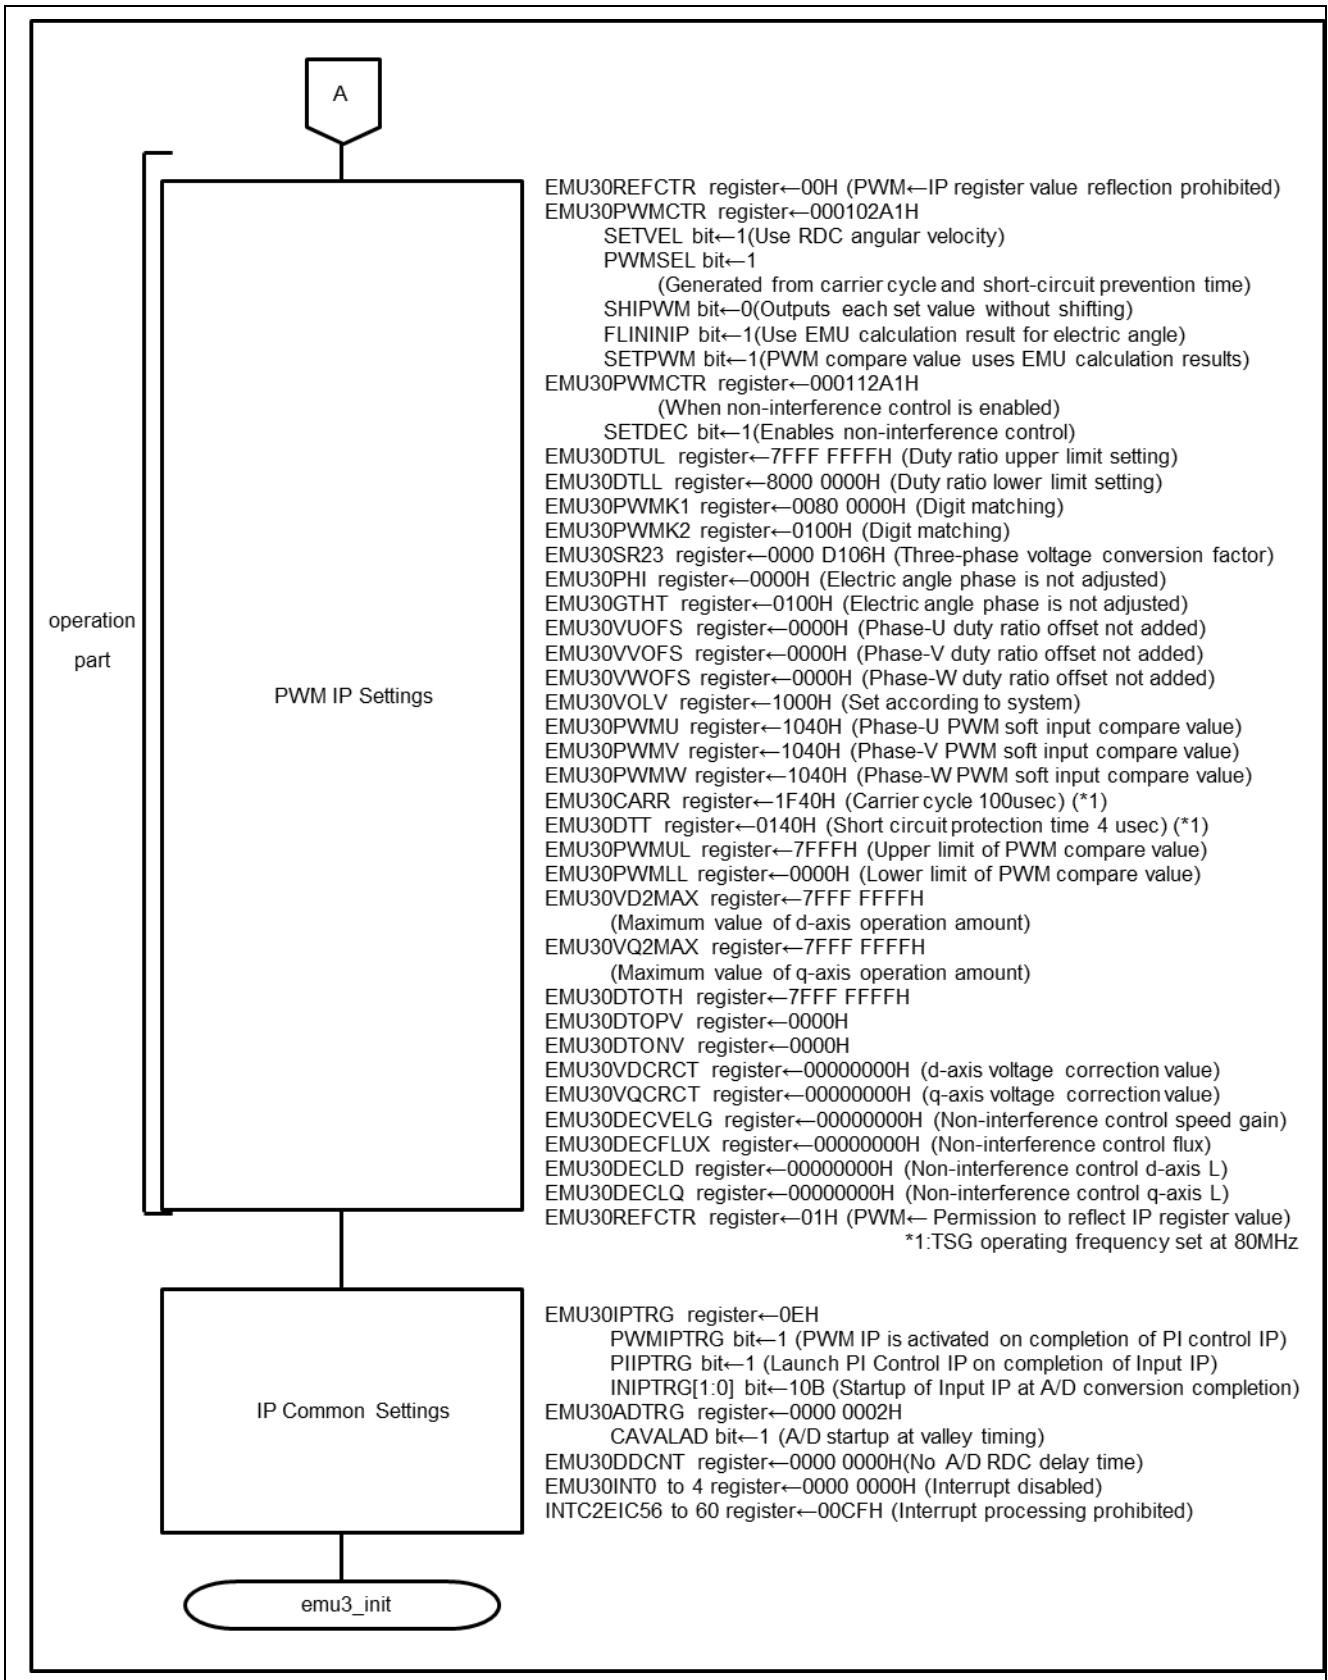 A
operation
part
PWM IP Settings
EMU30REFCTR register←00H (PWM←IP register value reflection prohibited)
EMU30PWMCTR register←000102A1H
SETVEL bit←1(Use RDC angular velocity)
PWMSEL bit←1
(Generated from carrier cycle and short-circuit prevention time)
SHIPWM bit←0(Outputs each set value without shifting)
FLININIP bit←1(Use EMU calculation result for electric angle)
SETPWM bit←1(PWM compare value uses EMU calculation results)
EMU30PWMCTR register←000112A1H
(When non-interference control is enabled)
SETDEC bit←1(Enables non-interference control)
EMU30DTUL register←7FFF FFFFH (Duty ratio upper limit setting)
EMU30DTLL register←8000 0000H (Duty ratio lower limit setting)
EMU30PWMK1 register←0080 0000H (Digit matching)
EMU30PWMK2 register←0100H (Digit matching)
EMU30SR23 register←0000 D106H (Three-phase voltage conversion factor)
EMU30PHI register←0000H (Electric angle phase is not adjusted)
EMU30GTHT register←0100H (Electric angle phase is not adjusted)
EMU30VUOFS register←0000H (Phase-U duty ratio offset not added)
EMU30VVOFS register←0000H (Phase-V duty ratio offset not added)
EMU30VWOFS register←0000H (Phase-W duty ratio offset not added)
EMU30VOLV register←1000H (Set according to system)
EMU30PWMU register←1040H (Phase-U PWM soft input compare value)
EMU30PWMV register←1040H (Phase-V PWM soft input compare value)
EMU30PWMW register←1040H (Phase-W PWM soft input compare value)
EMU30CARR register←1F40H (Carrier cycle 100usec) (*1)
EMU30DTT register←0140H (Short circuit protection time 4 usec) (*1)
EMU30PWMUL register←7FFFH (Upper limit of PWM compare value)
EMU30PWMLL register←0000H (Lower limit of PWM compare value)
EMU30VD2MAX register←7FFF FFFFH
(Maximum value of d-axis operation amount)
EMU30VQ2MAX register←7FFF FFFFH
(Maximum value of q-axis operation amount)
EMU30DTOTH register←7FFF FFFFH
EMU30DTOPV register←0000H
EMU30DTONV register←0000H
EMU30VDCRCT register←00000000H (d-axis voltage correction value)
EMU30VQCRCT register←00000000H (q-axis voltage correction value)
EMU30DECVELG register←00000000H (Non-interference control speed gain)
EMU30DECFLUX register←00000000H (Non-interference control flux)
EMU30DECLD register←00000000H (Non-interference control d-axis L)
EMU30DECLQ register←00000000H (Non-interference control q-axis L)
EMU30REFCTR register←01H (PWM← Permission to reflect IP register value)
*1:TSG operating frequency set at 80MHz
IP Common Settings
EMU30IPTRG register←0EH
PWMIPTRG bit←1 (PWM IP is activated on completion of PI control IP)
PIIPTRG bit←1 (Launch PI Control IP on completion of Input IP)
INIPTRG[1:0] bit←10B (Startup of Input IP at A/D conversion completion)
EMU30ADTRG register←0000 0002H
CAVALAD bit←1 (A/D startup at valley timing)
EMU30DDCNT register←0000 0000H(No A/D RDC delay time)
EMU30INT0 to 4 register←0000 0000H (Interrupt disabled)
INTC2EIC56 to 60 register←00CFH (Interrupt processing prohibited)
emu3_init